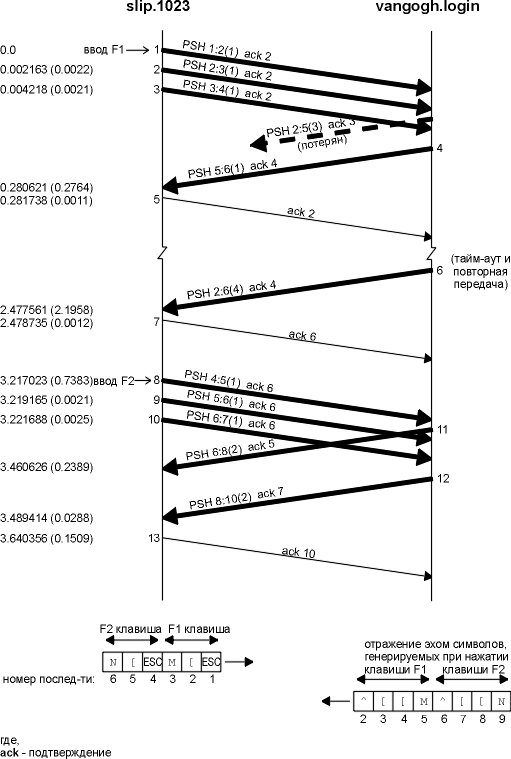 slip.1023 vangogh.login
0.0 ввод F1 1 PSH 1:2(1) ack 2
0.002163 (0.0022) 2 PSH 2:3(1) ack 2
0.004218 (0.0021) 3 PSH 3:4(1) ack 2
PSH 2:5(3) ack 3
(потерян)
4
PSH 5:6(1) ack 4
0.280621 (0.2764)
0.281738 (0.0011) 5
ack 2
6 (тайм-аут и
повторная
передача)
PSH 2:6(4) ack 4
2.477561 (2.1958)
2.478735 (0.0012) 7
ack 6
3.217023 (0.7383) ввод F2 8 PSH 4:5(1) ack 6
3.219165 (0.0021) 9 PSH 5:6(1) ack 6
3.221688 (0.0025) 10 PSH 6:7(1) ack 6
11
PSH 6:8(2) ack 5
3.460626 (0.2389)
12
PSH 8:10(2) ack 7
3.489414 (0.0288)
3.640356 (0.1509) 13
ack 10
F2 клавиша F1 клавиша
N [ ESC M [ ESC
номер послед-ти: 6 5 4 3 2 1
отражение эхом символов,
генерируемых при нажатии
клавиши F1 клавиши F2
^ [ [ M ^ [ [ N
2 3 4 5 6 7 8 9
где,
ack - подтверждение